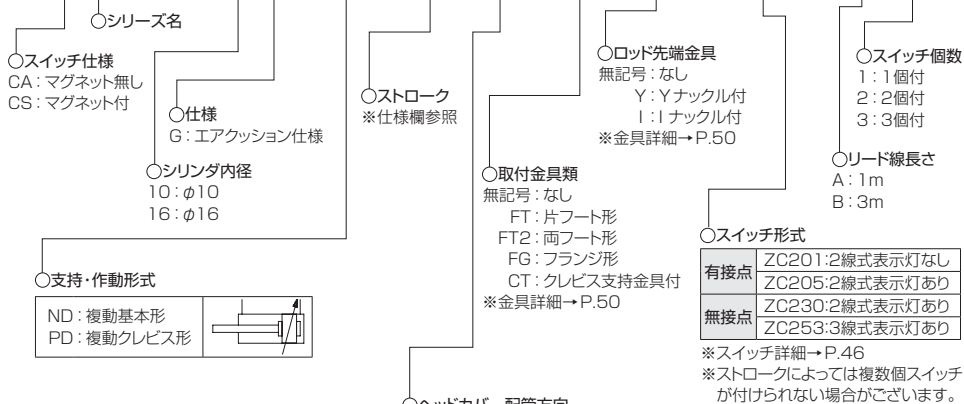 ○シリーズ名
○スイッチ仕様
CA：マグネット無し
CS：マグネット付
○仕様
G：エアクッション仕様
○シリンダ内径
10：φ10
16：φ16
○支持・作動形式
ND：複動基本形
PD：複動クレビス形
○ストローク
※仕様欄参照
○取付金具類
無記号：なし
FT：片フート形
FT2：両フート形
FG：フランジ形
CT：クレビス支持金具付
※金具詳細→P.50
○ロッド先端金具
無記号：なし
Y：Yナックル付
I：Iナックル付
※金具詳細→P.50
○スイッチ個数
1：1個付
2：2個付
3：3個付
○リード線長さ
A：1m
B：3m
○スイッチ形式
有接点
ZC201:2線式表示灯なし
ZC205:2線式表示灯あり
無接点
ZC230:2線式表示灯あり
ZC253:3線式表示灯あり
※スイッチ詳細→P.46
※ストロークによっては複数個スイッチ
が付けられない場合がございます。
○ヘッドカバー配管方向